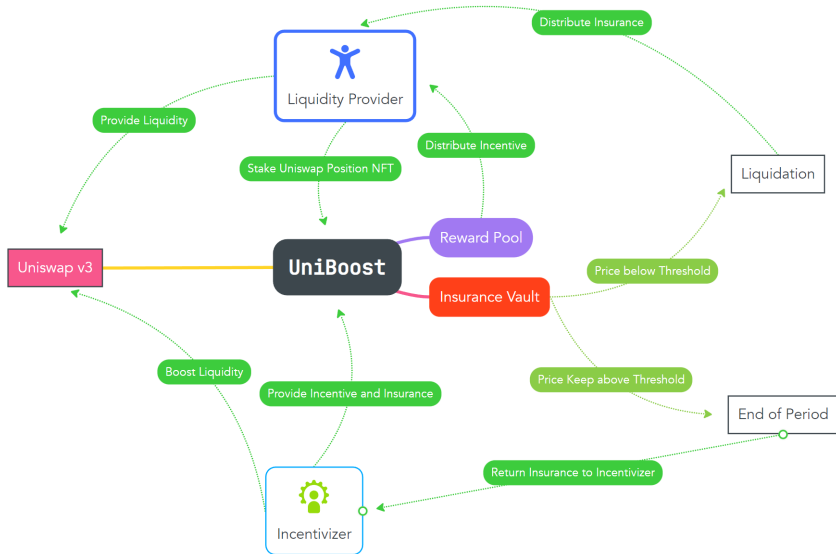 Distribute Insurance
Liquidity Provider
Provide Liquidity
Distribute Incentive
Stake Uniswap Position NFT
Liquidation
Reward Pool
Uniswap v3
UniBoost
Price below Threshold
Insurance Vault
Boost Liquidity
Price Keep above Threshold
Provide Incentive and Insurance
End of Period
Return Insurance to Incentivizer
Incentivizer